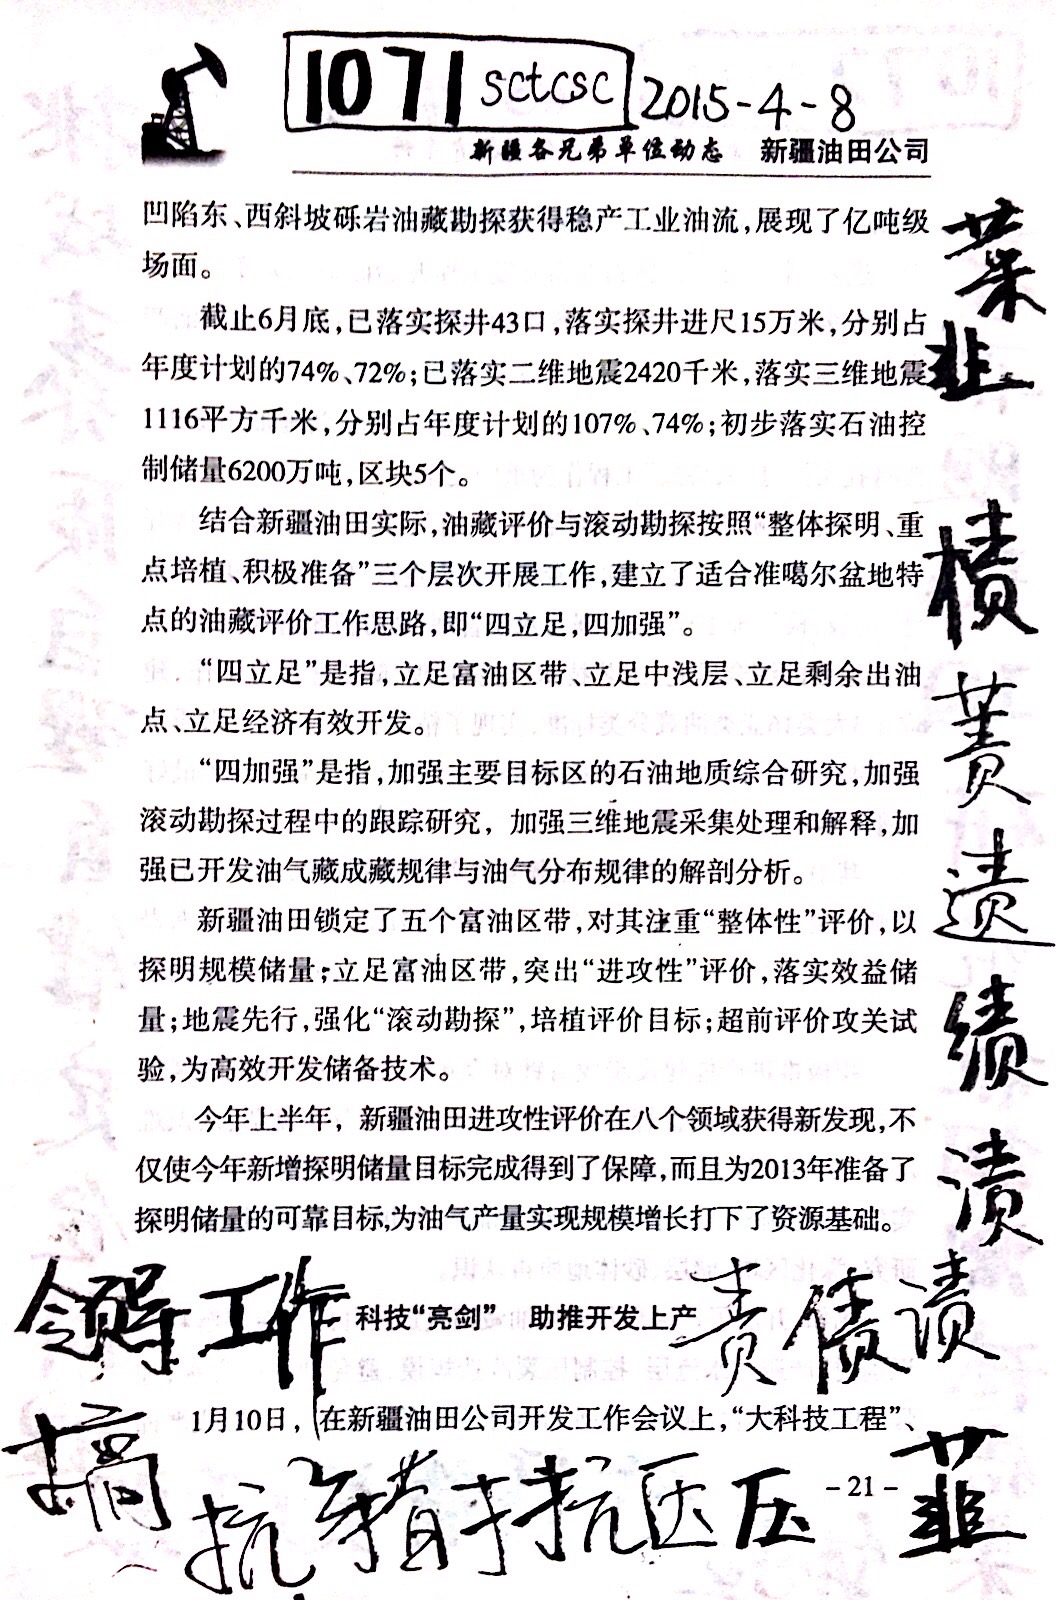 1071 sctcsc 2015-4-8
新疆各兄弟单位动态 新疆油田公司
凹陷东、西斜坡砾岩油藏勘探获得稳产工业油流,展现了亿吨级
场面。
截止6月底,已落实探井43口,落实探井进尺15万米,分别占
年度计划的74%、72%;已落实二维地震2420千米,落实三维地震
1116平方千米,分别占年度计划的107%、74%;初步落实石油控
制储量6200万吨,区块5个。
结合新疆油田实际,油藏评价与滚动勘探按照“整体探明、重
点培植、积极准备”三个层次开展工作,建立了适合准噶尔盆地特
点的油藏评价工作思路,即“四立足,四加强”。
“四立足”是指,立足富油区带、立足中浅层、立足剩余出油
点、立足经济有效开发。
“四加强”是指,加强主要目标区的石油地质综合研究,加强
滚动勘探过程中的跟踪研究,加强三维地震采集处理和解释,加
强已开发油气藏成藏规律与油气分布规律的解剖分析。
新疆油田锁定了五个富油区带,对其注重“整体性”评价,以
探明规模储量;立足富油区带,突出“进攻性”评价,落实效益储
量;地震先行,强化“滚动勘探”,培植评价目标;超前评价攻关试
验,为高效开发储备技术。
今年上半年,新疆油田进攻性评价在八个领域获得新发现,不
仅使今年新增探明储量目标完成得到了保障,而且为2013年准备了
探明储量的可靠目标,为油气产量实现规模增长打下了资源基础。
领导工作
科技“亮剑” 助推开发上产
责债渍
1月10日,在新疆油田公司开发工作会议上,“大科技工程”、
- 21 -
菜
韭
绩
渍
压
韭